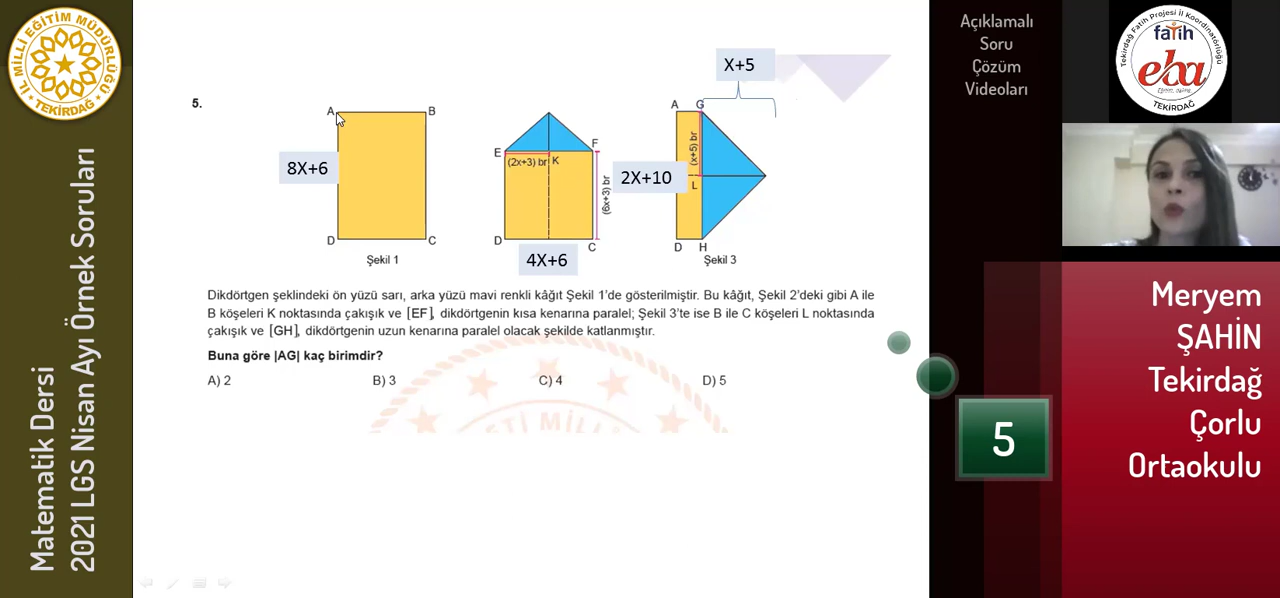 İL MİLLİ EĞİTİM MÜDÜRLÜĞÜ
• TEKİRDAĞ •
Matematik Dersi
2021 LGS Nisan Ayı Örnek Soruları
5.
A
B
8X+6
D
C
Şekil 1
E
F
(2x+3) br
K
(6x+3) br
D
C
4X+6
X+5
A
G
(x+5) br
2X+10
L
D
H
Şekil 3
Dikdörtgen şeklindeki ön yüzü sarı, arka yüzü mavi renkli kâğıt Şekil 1'de gösterilmiştir. Bu kâğıt, Şekil 2'deki gibi A ile
B köşeleri K noktasında çakışık ve [EF], dikdörtgenin kısa kenarına paralel; Şekil 3'te ise B ile C köşeleri L noktasında
çakışık ve [GH], dikdörtgenin uzun kenarına paralel olacak şekilde katlanmıştır.
Buna göre |AG| kaç birimdir?
A) 2
B) 3
C) 4
D) 5
Açıklamalı
Soru
Çözüm
Videoları
Tekirdağ Fatih Projesi İl Koordinatörlüğü
fatih
eba
TEKİRDAĞ
5
Meryem
ŞAHİN
Tekirdağ
Çorlu
Ortaokulu